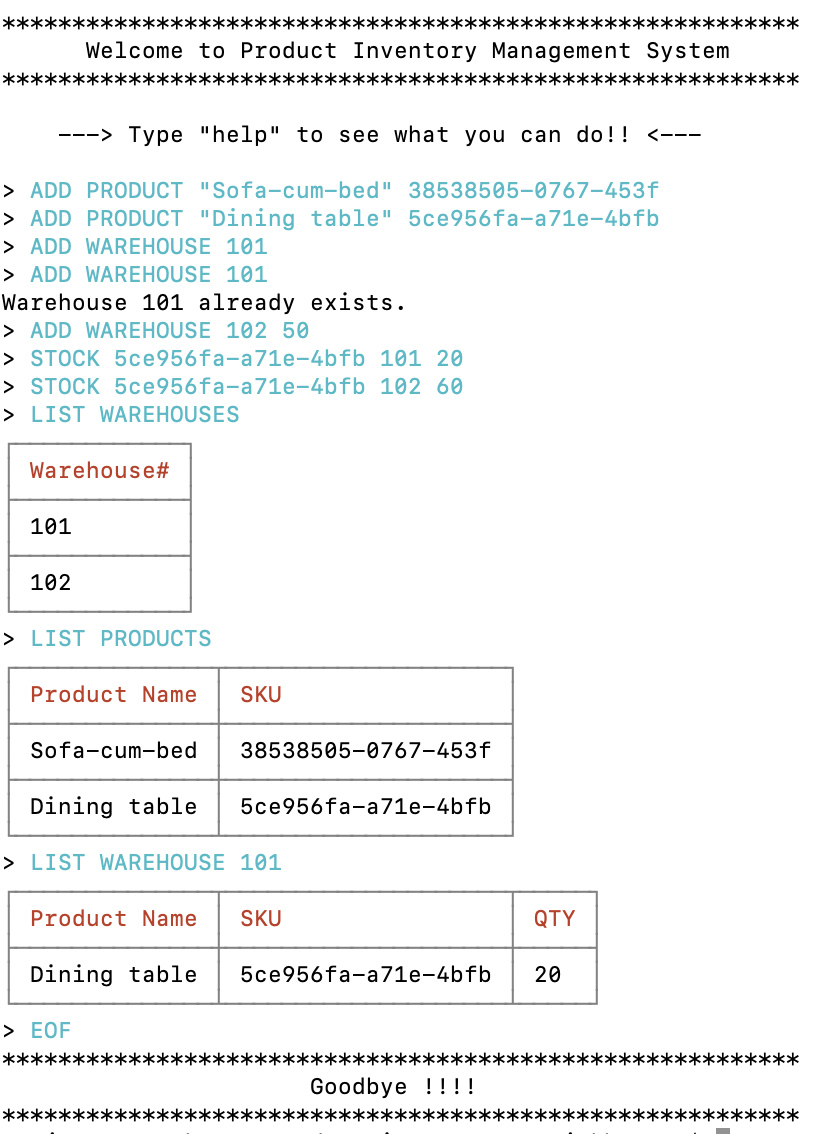 *********************************************************
Welcome to Product Inventory Management System
*********************************************************
---> Type "help" to see what you can do!! <---
> ADD PRODUCT "Sofa-cum-bed" 38538505-0767-453f
> ADD PRODUCT "Dining table" 5ce956fa-a71e-4bfb
> ADD WAREHOUSE 101
> ADD WAREHOUSE 101
Warehouse 101 already exists.
> ADD WAREHOUSE 102 50
> STOCK 5ce956fa-a71e-4bfb 101 20
> STOCK 5ce956fa-a71e-4bfb 102 60
> LIST WAREHOUSES
Warehouse#
101
102
> LIST PRODUCTS
Product Name SKU
Sofa-cum-bed 38538505-0767-453f
Dining table 5ce956fa-a71e-4bfb
> LIST WAREHOUSE 101
Product Name SKU QTY
Dining table 5ce956fa-a71e-4bfb 20
> EOF
*********************************************************
Goodbye !!!!
*********************************************************